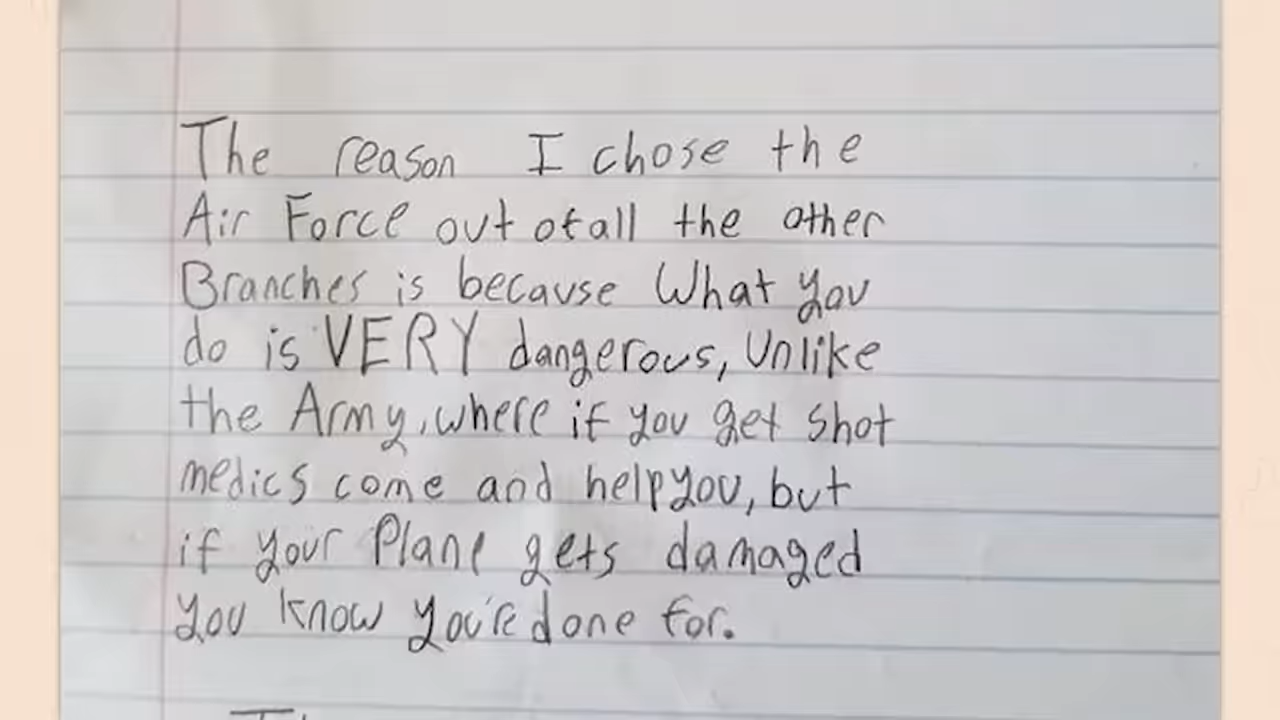 The reason I chose the
Air Force out of all the other
Branches is because What you
do is VERY dangerous, Unlike
the Army, where if you get shot
medics come and help you, but
if your Plane gets damaged
you know you're done for.